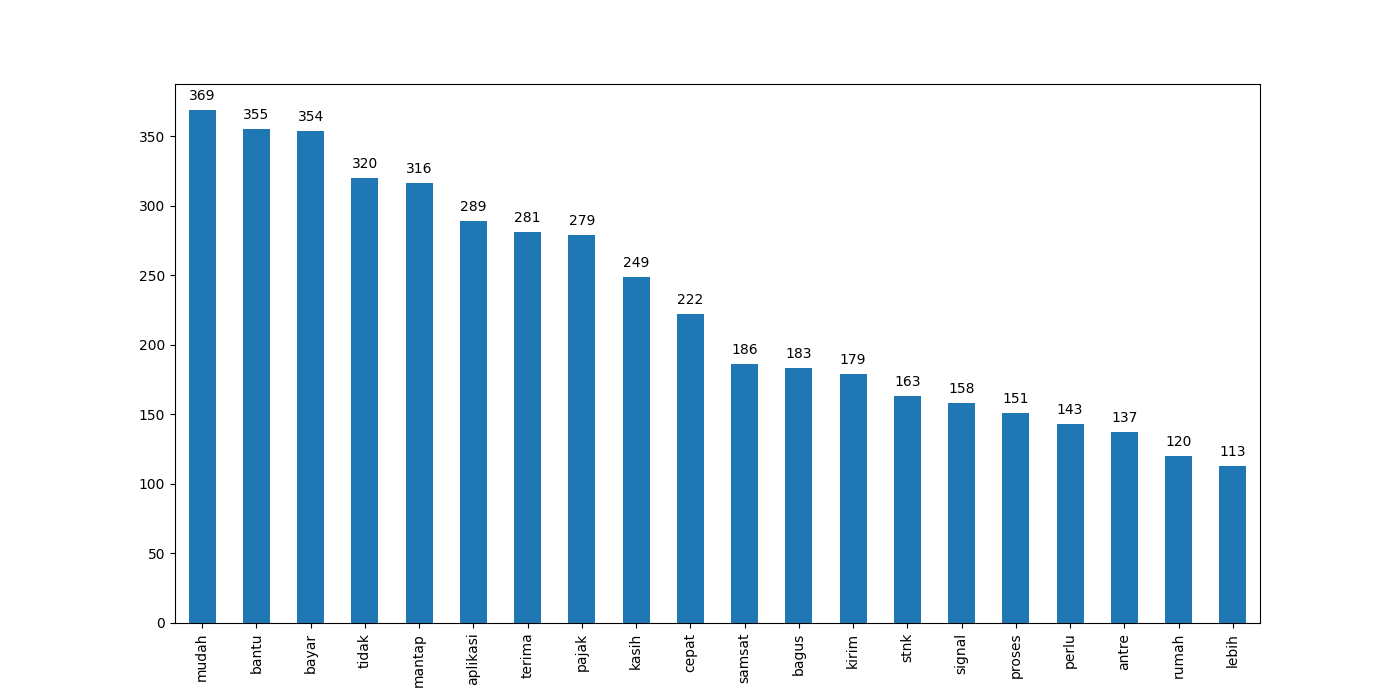 369
355
354
320
316
289
281
279
249
222
186
183
179
163
158
151
143
137
120
113
350
300
250
200
150
100
50
0
mudah
bantu
bayar
tidak
mantap
aplikasi
terima
pajak
kasih
cepat
samsat
bagus
kirim
stnk
signal
proses
perlu
antre
rumah
lebih